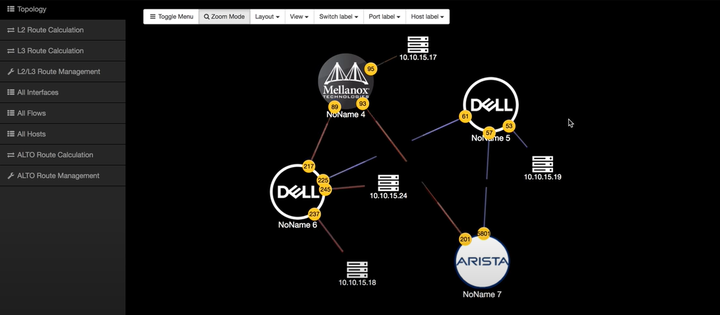 Topology
L2 Route Calculation
L3 Route Calculation
L2/L3 Route Management
All Interfaces
All Flows
All Hosts
ALTO Route Calculation
ALTO Route Management
Toggle Menu Zoom Mode Layout View Switch label Port label Host label
10.10.15.17
95
Mellanox
TECHNOLOGIES
89
93
NoName 4
DELL
61
57
53
NoName 5
10.10.15.19
217
225
245
DELL
237
NoName 6
10.10.15.24
10.10.15.18
201
5801
ARISTA
NoName 7